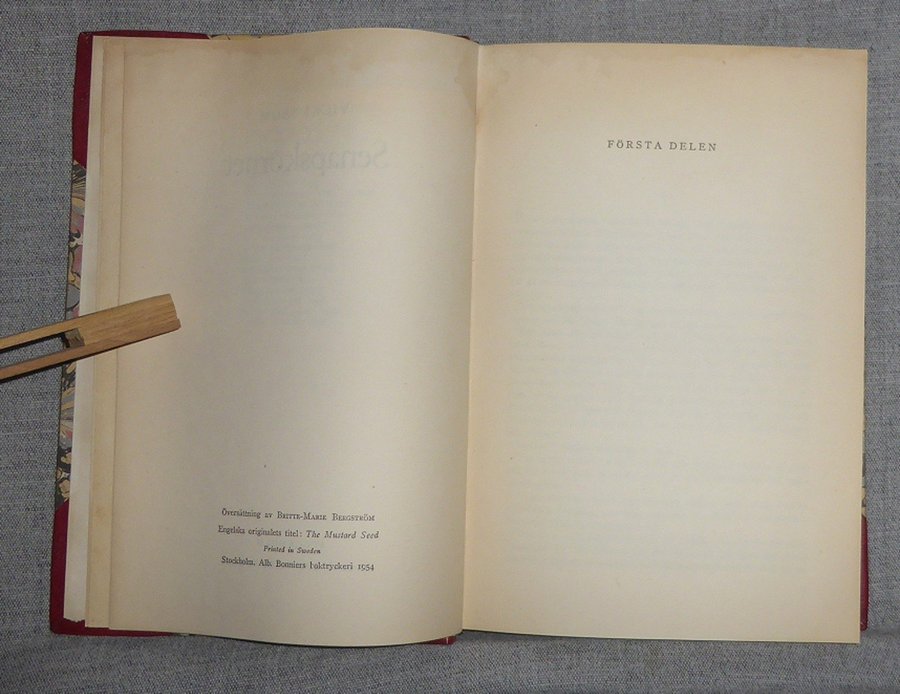 Översättning av Britte-Marie Bergström
Engelska originalets titel: The Mustard Seed
Printed in Sweden
Stockholm, Alb. Bonniers boktryckeri 1954
FÖRSTA DELEN